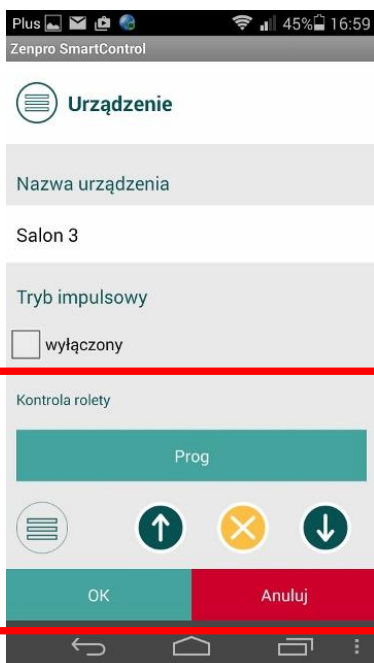 Plus 45% 16:59
Zenpro SmartControl
Urządzenie
Nazwa urządzenia
Salon 3
Tryb impulsowy
wyłączony
Kontrola rolety
Prog
OK Anuluj